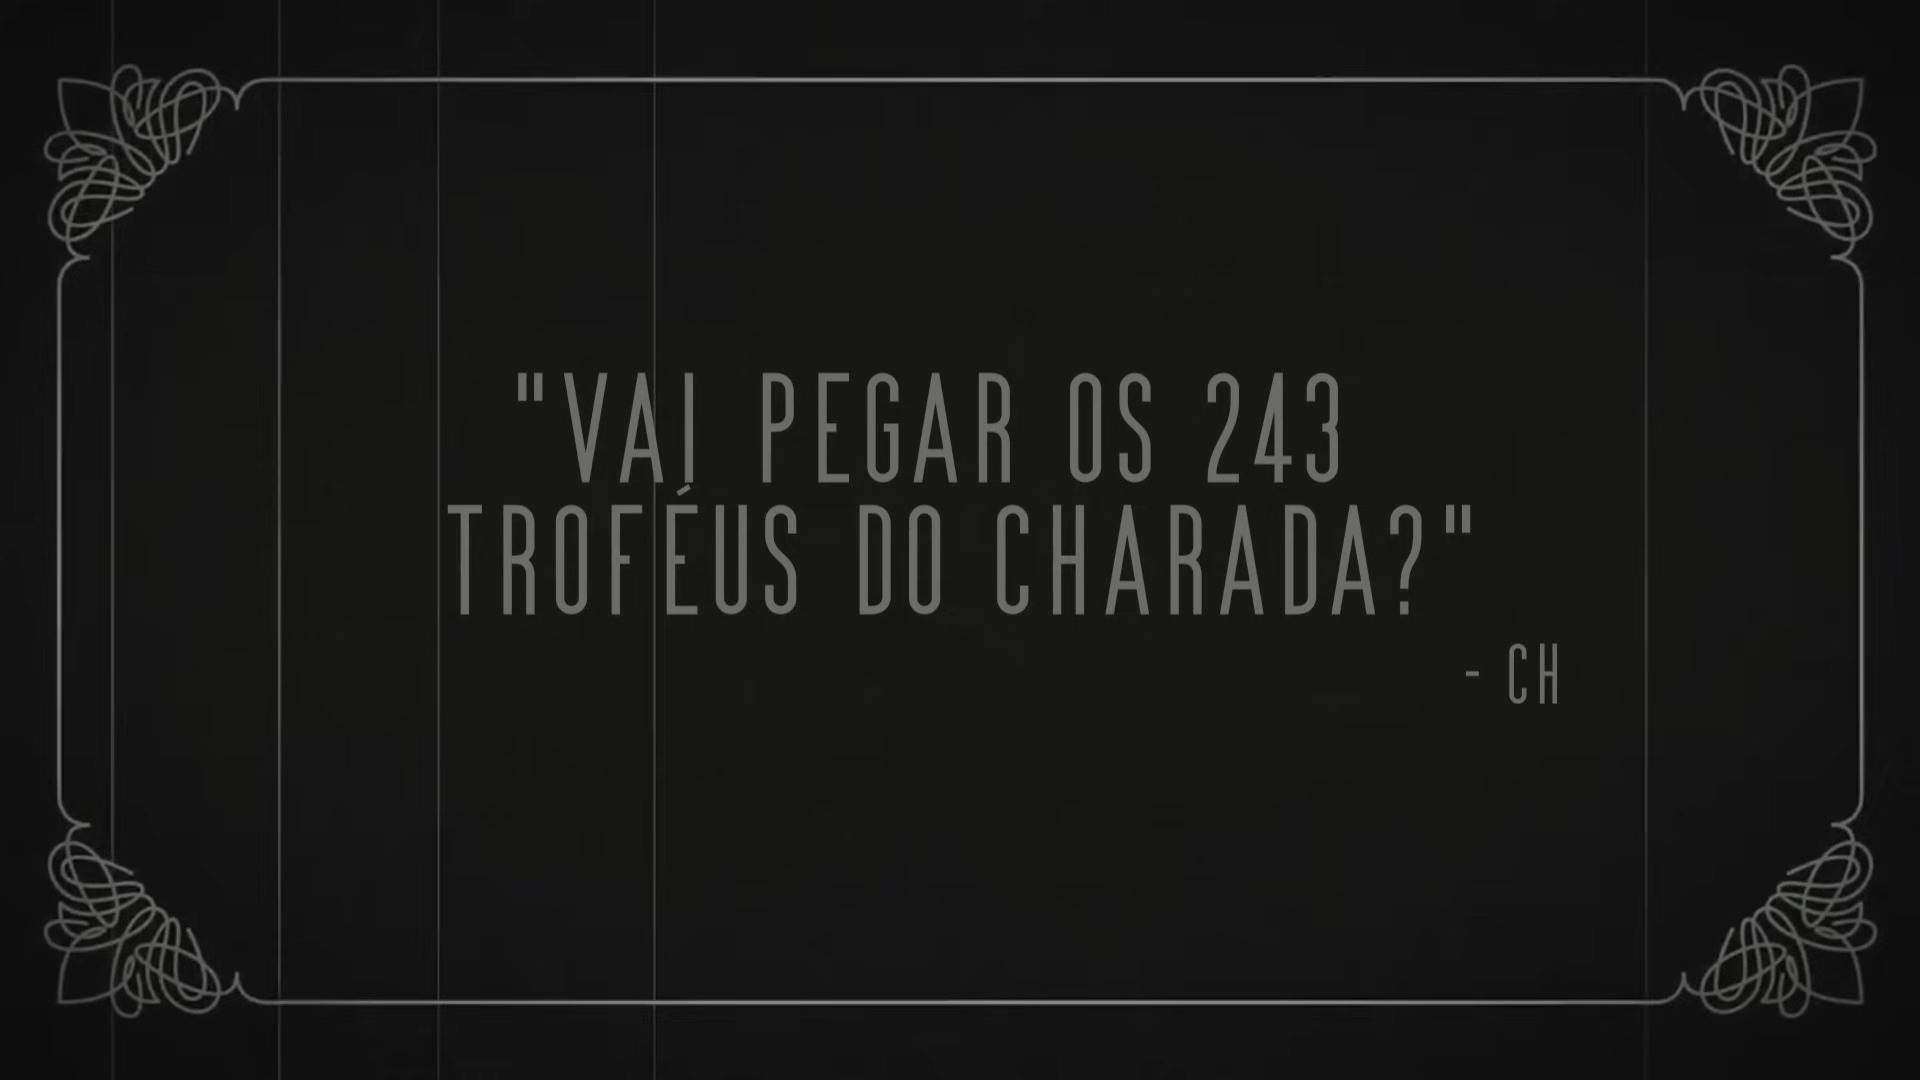 "VAI PEGAR OS 243
TROFÉUS DO CHARADA?"
- CH